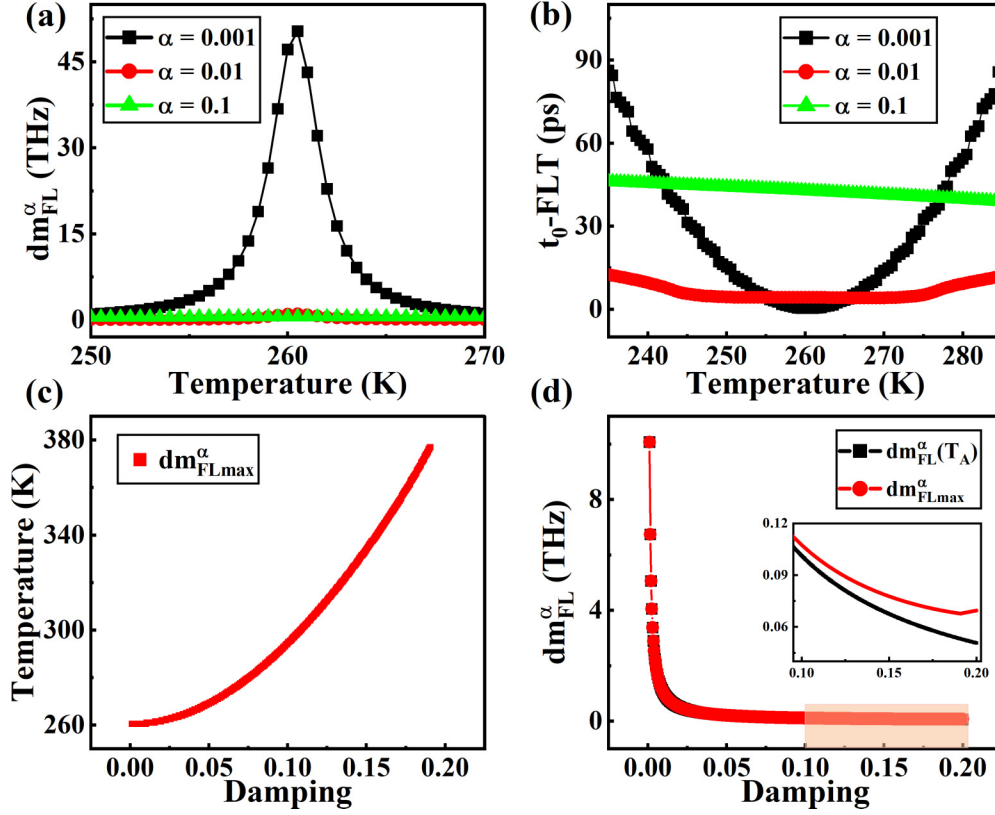 (a)
α = 0.001
α = 0.01
α = 0.1
dm^α_FL (THz)
45
30
15
0
250
260
270
Temperature (K)
(b)
α = 0.001
α = 0.01
α = 0.1
t_0-FLT (ps)
90
60
30
0
240
250
260
270
280
Temperature (K)
(c)
dm^α_FLmax
Temperature (K)
380
340
300
260
0.00
0.05
0.10
0.15
0.20
Damping
(d)
dm^α_FL(T_A)
dm^α_FLmax
dm^α_FL (THz)
8
4
0
0.12
0.09
0.06
0.10
0.15
0.20
0.00
0.05
0.10
0.15
0.20
Damping